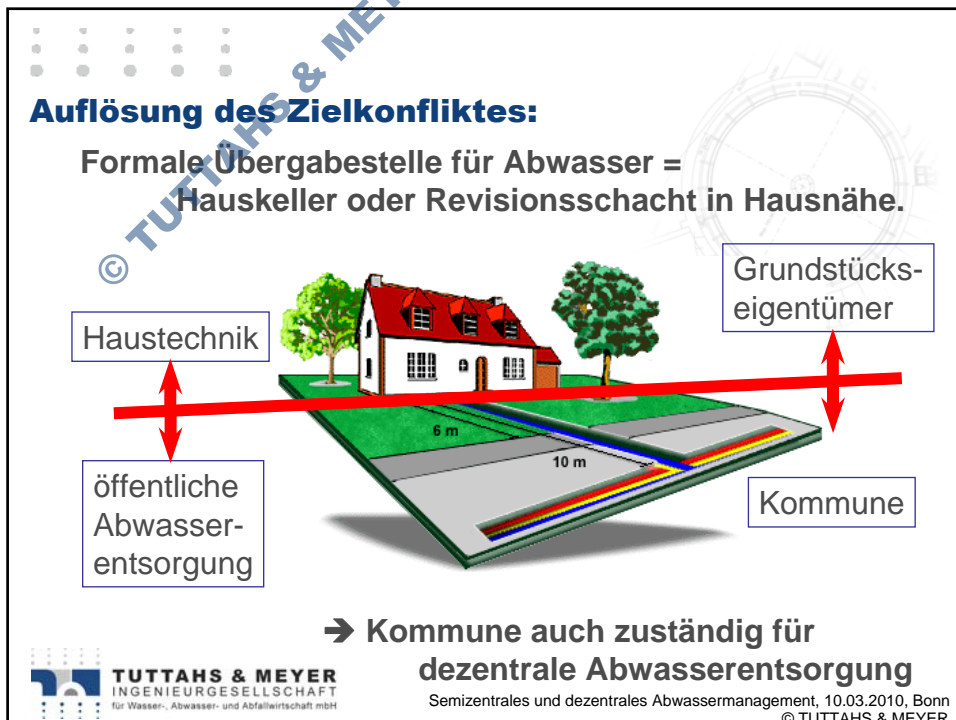 © TUTTAHS & ME
Auflösung des Zielkonfliktes:
Formale Übergabestelle für Abwasser =
Hauskeller oder Revisionsschacht in Hausnähe.
Haustechnik
Grundstücks-
eigentümer
6 m
10 m
öffentliche
Abwasser-
entsorgung
Kommune
➔ Kommune auch zuständig für
dezentrale Abwasserentsorgung
TUTTAHS & MEYER
INGENIEURGESELLSCHAFT
für Wasser-, Abwasser- und Abfallwirtschaft mbH
Semizentrales und dezentrales Abwassermanagement, 10.03.2010, Bonn
© TUTTAHS & MEYER